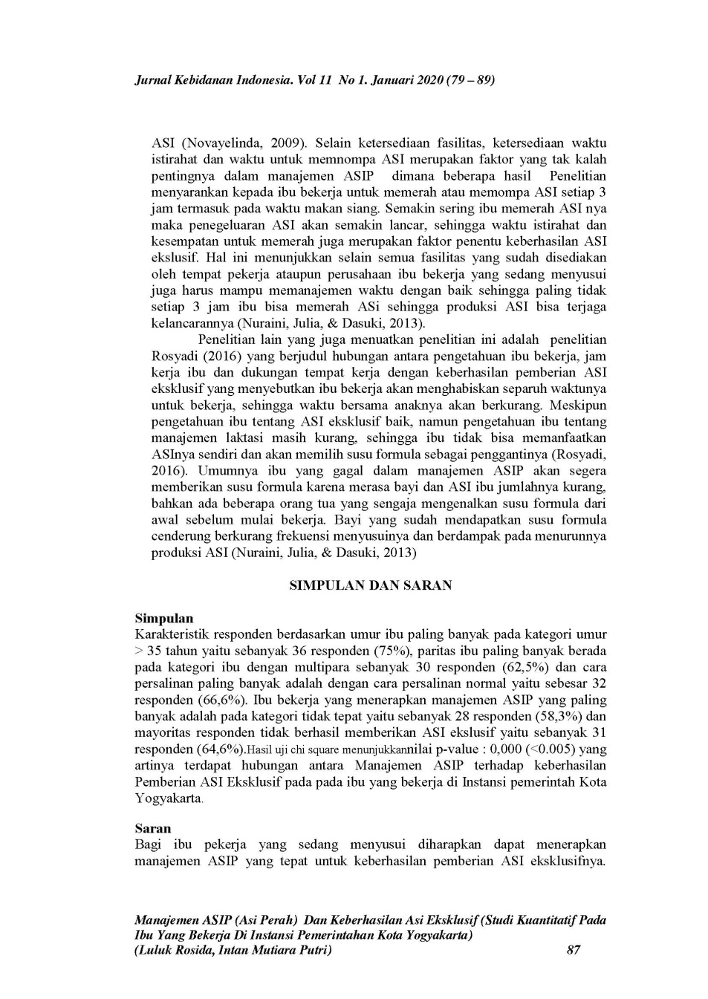 Jurnal Kebidanan Indonesia. Vol 11  No 1. Januari 2020 (79 – 89)
ASI (Novayelinda, 2009). Selain ketersediaan fasilitas, ketersediaan waktu
istirahat dan waktu untuk memnompa ASI merupakan faktor yang tak kalah
pentingnya dalam manajemen ASIP  dimana beberapa hasil  Penelitian
menyarankan kepada ibu bekerja untuk memerah atau memompa ASI setiap 3
jam termasuk pada waktu makan siang. Semakin sering ibu memerah ASI nya
maka penegeluaran ASI akan semakin lancar, sehingga waktu istirahat dan
kesempatan untuk memerah juga merupakan faktor penentu keberhasilan ASI
ekslusif. Hal ini menunjukkan selain semua fasilitas yang sudah disediakan
oleh tempat pekerja ataupun perusahaan ibu bekerja yang sedang menyusui
juga harus mampu memanajemen waktu dengan baik sehingga paling tidak
setiap 3 jam ibu bisa memerah ASi sehingga produksi ASI bisa terjaga
kelancarannya (Nuraini, Julia, & Dasuki, 2013).
Penelitian lain yang juga menuatkan penelitian ini adalah  penelitian
Rosyadi (2016) yang berjudul hubungan antara pengetahuan ibu bekerja, jam
kerja ibu dan dukungan tempat kerja dengan keberhasilan pemberian ASI
eksklusif yang menyebutkan ibu bekerja akan menghabiskan separuh waktunya
untuk bekerja, sehingga waktu bersama anaknya akan berkurang. Meskipun
pengetahuan ibu tentang ASI eksklusif baik, namun pengetahuan ibu tentang
manajemen laktasi masih kurang, sehingga ibu tidak bisa memanfaatkan
ASInya sendiri dan akan memilih susu formula sebagai penggantinya (Rosyadi,
2016). Umumnya ibu yang gagal dalam manajemen ASIP akan segera
memberikan susu formula karena merasa bayi dan ASI ibu jumlahnya kurang,
bahkan ada beberapa orang tua yang sengaja mengenalkan susu formula dari
awal sebelum mulai bekerja. Bayi yang sudah mendapatkan susu formula
cenderung berkurang frekuensi menyusuinya dan berdampak pada menurunnya
produksi ASI (Nuraini, Julia, & Dasuki, 2013)
SIMPULAN DAN SARAN
Simpulan
Karakteristik responden berdasarkan umur ibu paling banyak pada kategori umur
> 35 tahun yaitu sebanyak 36 responden (75%), paritas ibu paling banyak berada
pada kategori ibu dengan multipara sebanyak 30 responden (62,5%) dan cara
persalinan paling banyak adalah dengan cara persalinan normal yaitu sebesar 32
responden (66,6%). Ibu bekerja yang menerapkan manajemen ASIP yang paling
banyak adalah pada kategori tidak tepat yaitu sebanyak 28 responden (58,3%) dan
mayoritas responden tidak berhasil memberikan ASI ekslusif yaitu sebanyak 31
responden (64,6%).Hasil uji chi square menunjukkannilai p-value : 0,000 (<0.005) yang
artinya terdapat hubungan antara Manajemen ASIP terhadap keberhasilan
Pemberian ASI Eksklusif pada pada ibu yang bekerja di Instansi pemerintah Kota
Yogyakarta.
Saran
Bagi ibu pekerja yang sedang menyusui diharapkan dapat menerapkan
manajemen ASIP yang tepat untuk keberhasilan pemberian ASI eksklusifnya.
Manajemen ASIP (Asi Perah)  Dan Keberhasilan Asi Eksklusif (Studi Kuantitatif Pada
Ibu Yang Bekerja Di Instansi Pemerintahan Kota Yogyakarta)
(Luluk Rosida, Intan Mutiara Putri) 87